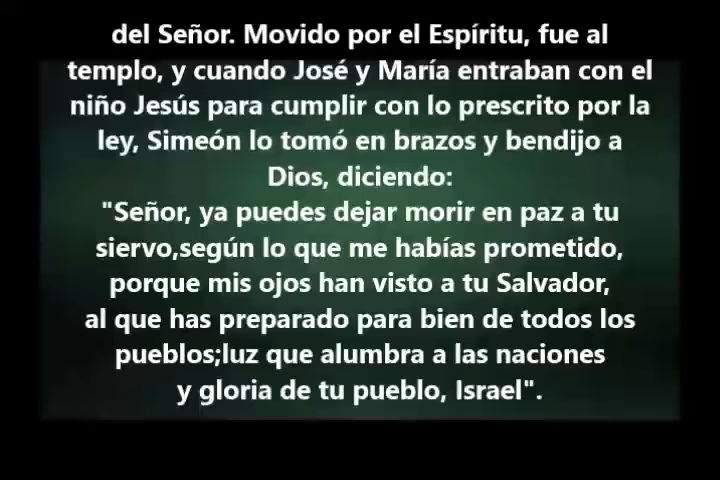 del Señor. Movido por el Espíritu, fue al
templo, y cuando José y María entraban con el
niño Jesús para cumplir con lo prescrito por la
ley, Simeón lo tomó en brazos y bendijo a
Dios, diciendo:
"Señor, ya puedes dejar morir en paz a tu
siervo,según lo que me habías prometido,
porque mis ojos han visto a tu Salvador,
al que has preparado para bien de todos los
pueblos;luz que alumbra a las naciones
y gloria de tu pueblo, Israel".